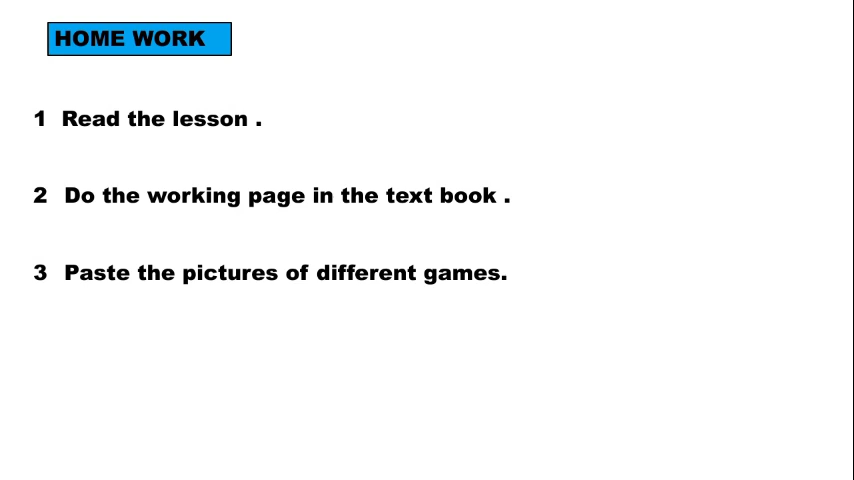 HOME WORK
1 Read the lesson .
2 Do the working page in the text book .
3 Paste the pictures of different games.